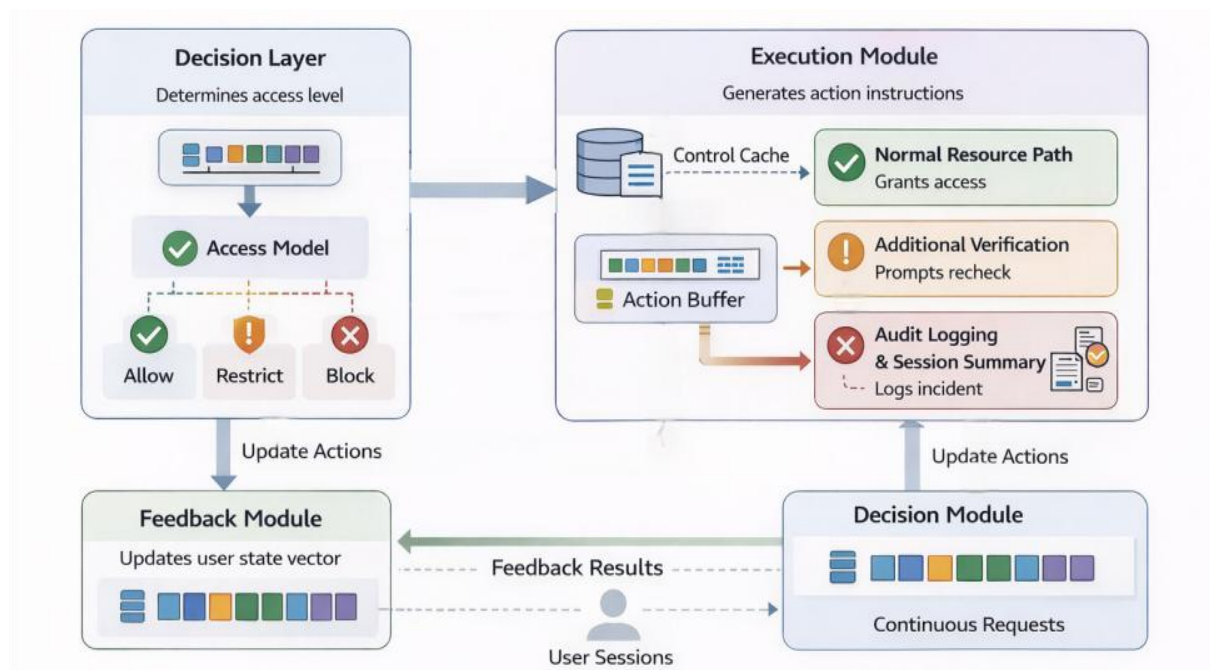 Decision Layer
Determines access level
Access Model
Allow
Restrict
Block
Execution Module
Generates action instructions
Control Cache
Normal Resource Path
Grants access
Action Buffer
Additional Verification
Prompts recheck
Audit Logging
& Session Summary
Logs incident
Update Actions
Update Actions
Feedback Module
Updates user state vector
Feedback Results
User Sessions
Decision Module
Continuous Requests